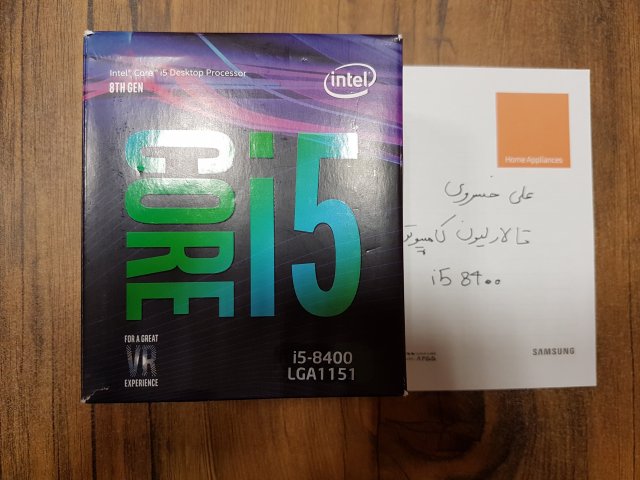 Intel® Core™ i5 Desktop Processor
8TH GEN
intel®
CORE i5
FOR A GREAT
VR
EXPERIENCE
i5-8400
LGA1151
Home Appliances
علی خسروی
تالار لیون کامپیوتر
i5 8400
SAMSUNG